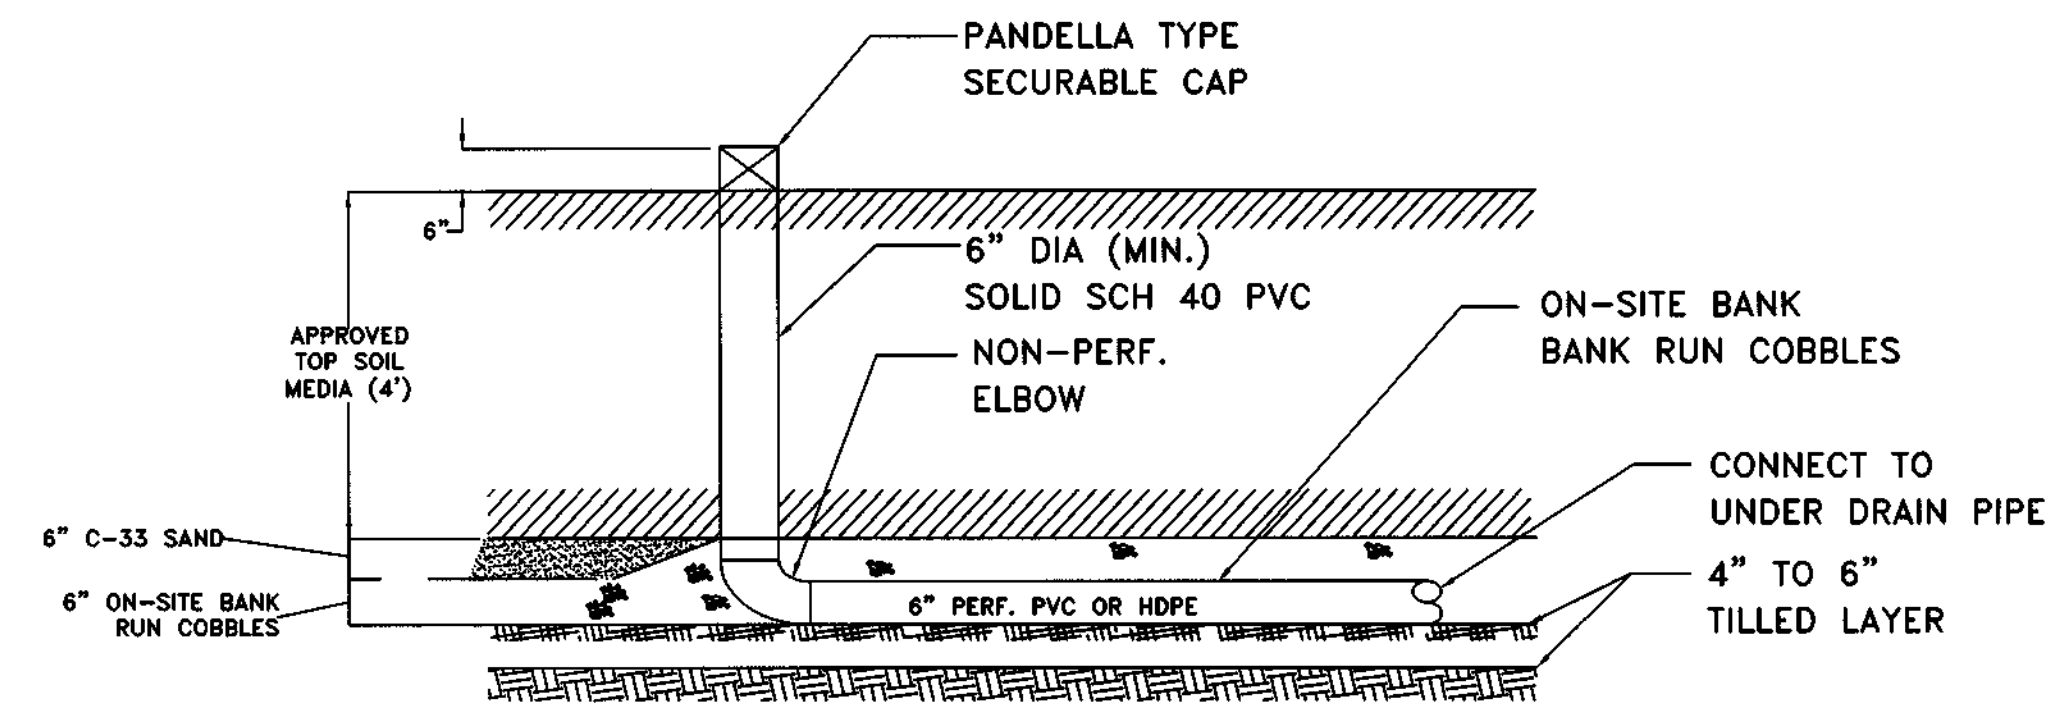 PANDELLA TYPE
SECURABLE CAP
6"
6" DIA (MIN.)
SOLID SCH 40 PVC
ON-SITE BANK
BANK RUN COBBLES
APPROVED
TOP SOIL
MEDIA (4')
NON-PERF.
ELBOW
CONNECT TO
UNDER DRAIN PIPE
6" C-33 SAND
4" TO 6"
TILLED LAYER
6" ON-SITE BANK
RUN COBBLES
6" PERF. PVC OR HDPE